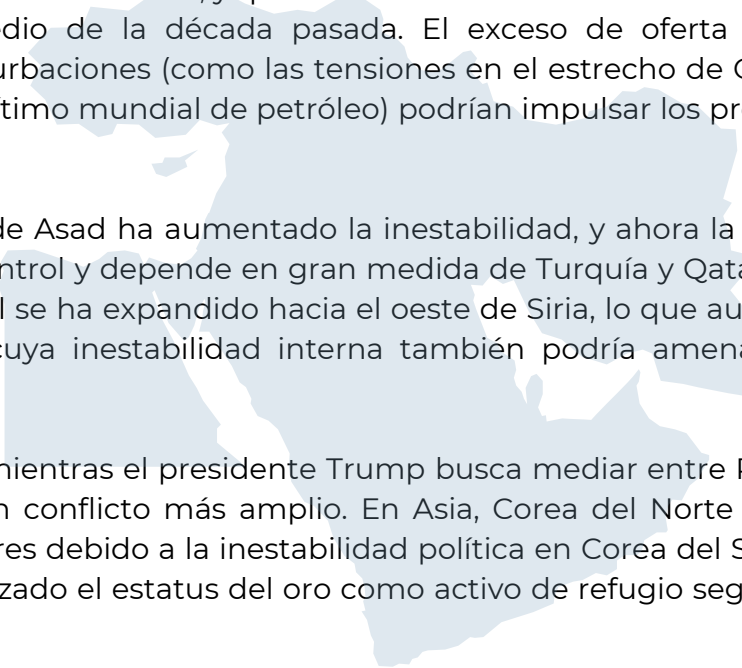 dio de la década pasada. El exceso de oferta
urbaciones (como las tensiones en el estrecho de
timo mundial de petróleo) podrían impulsar los pr
de Asad ha aumentado la inestabilidad, y ahora la
ntrol y depende en gran medida de Turquía y Qata
l se ha expandido hacia el oeste de Siria, lo que au
cuya inestabilidad interna también podría amena
mientras el presidente Trump busca mediar entre
n conflicto más amplio. En Asia, Corea del Norte
res debido a la inestabilidad política en Corea del S
zado el estatus del oro como activo de refugio seg